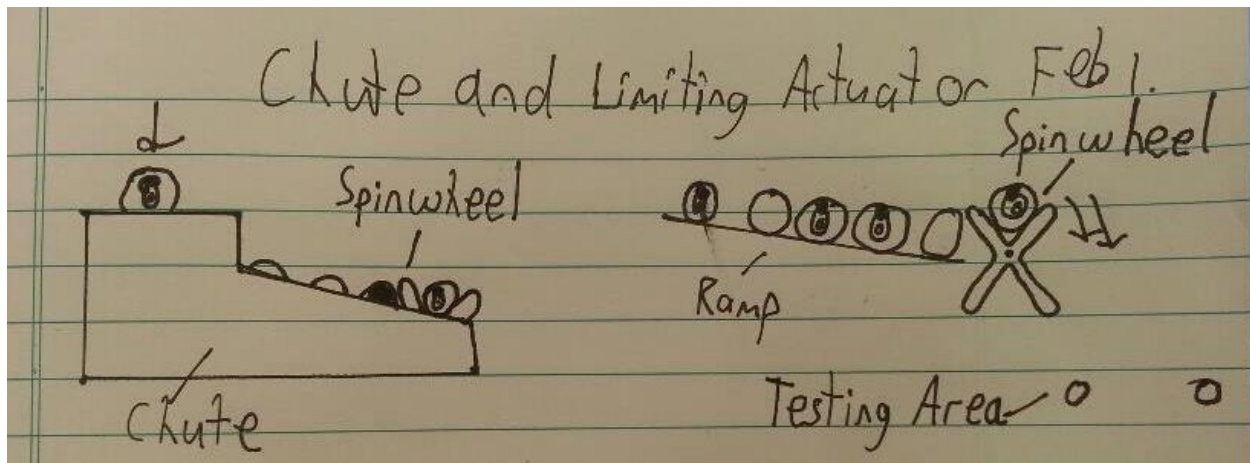 Chute and Limiting Actuator Feb 1.
Spinwheel
Spinwheel
Ramp
Testing Area
Chute